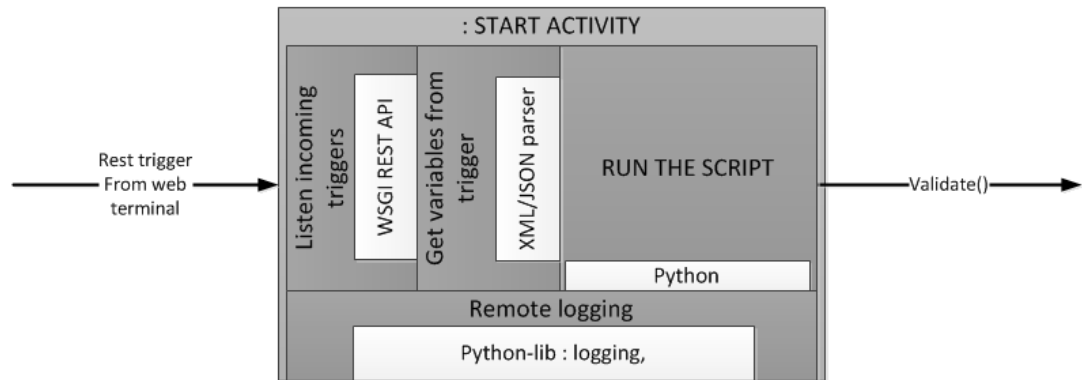 : START ACTIVITY
Rest trigger
From web
terminal
Listen incoming
triggers
WSGI REST API
Get variables from
trigger
XML/JSON parser
RUN THE SCRIPT
Python
Validate()
Remote logging
Python-lib : logging,